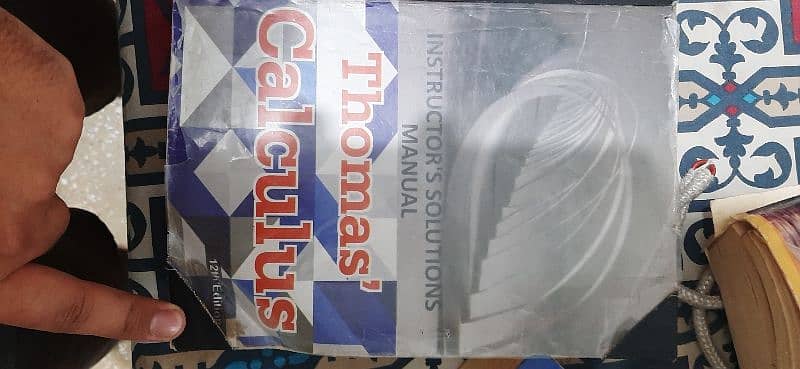 Thomas'
Calculus
12th Edition
INSTRUCTOR'S SOLUTIONS
MANUAL